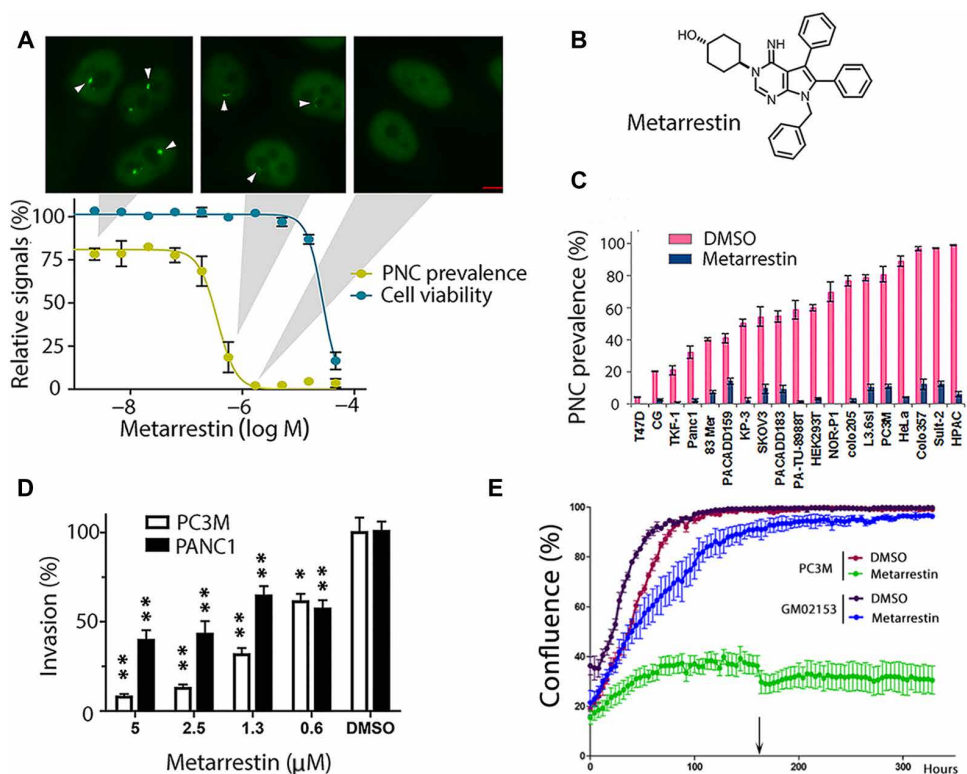 A
Relative signals (%)
100
75
50
25
0
−8
−6
−4
Metarrestin (log M)
PNC prevalence
Cell viability
B
HO
NH
N
N
N
Metarrestin
C
PNC prevalence (%)
100
80
60
40
20
0
DMSO
Metarrestin
T47D
CG
TKF-1
Panc1
83 Mer
PACADD159
KP-3
SKOV3
PACADD183
PA-TU-8988T
HEK293T
NOR-P1
colo205
L3.6sl
PC3M
HeLa
Colo357
Suit-2
HPAC
D
Invasion (%)
100
50
0
PC3M
PANC1
**
**
**
**
**
**
*
**
5
2.5
1.3
0.6
DMSO
Metarrestin (µM)
E
Confluence (%)
100
80
60
40
20
0
PC3M
DMSO
Metarrestin
GM02153
DMSO
Metarrestin
0
100
200
300
Hours